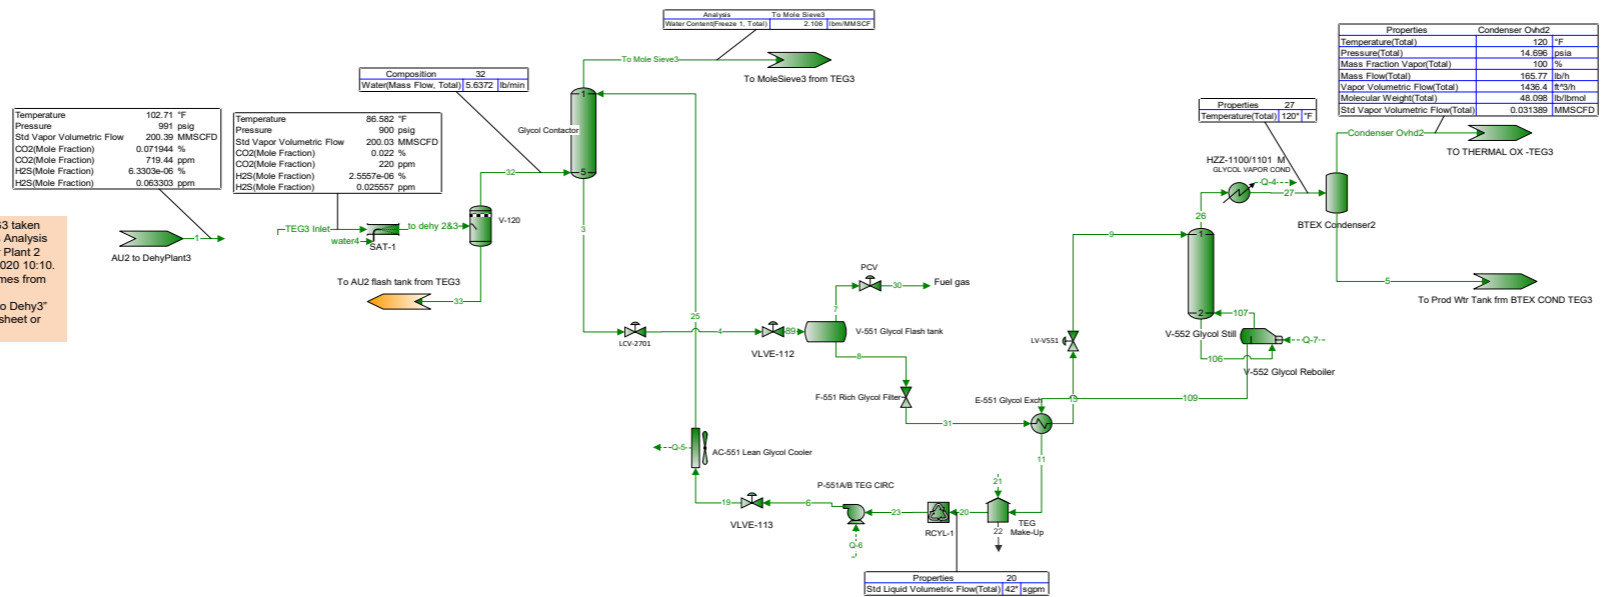 Analysis To Mole Sieve3
Water Content(Freeze 1, Total) 2.106 lbm/MMSCF
To Mole Sieve3
To MoleSieve3 from TEG3
Composition 32
Water(Mass Flow, Total) 5.6372 lb/min
Temperature 102.71 °F
Pressure 991 psig
Std Vapor Volumetric Flow 200.39 MMSCFD
CO2(Mole Fraction) 0.071944 %
CO2(Mole Fraction) 719.44 ppm
H2S(Mole Fraction) 6.3303e-06 %
H2S(Mole Fraction) 0.063303 ppm
Temperature 86.582 °F
Pressure 900 psig
Std Vapor Volumetric Flow 200.03 MMSCFD
CO2(Mole Fraction) 0.022 %
CO2(Mole Fraction) 220 ppm
H2S(Mole Fraction) 2.5557e-06 %
H2S(Mole Fraction) 0.025557 ppm
Properties Condenser Ovhd2
Temperature(Total) 120 °F
Pressure(Total) 14.696 psia
Mass Fraction Vapor(Total) 100 %
Mass Flow(Total) 165.77 lb/h
Vapor Volumetric Flow(Total) 1436.4 ft^3/h
Molecular Weight(Total) 48.098 lb/lbmol
Std Vapor Volumetric Flow(Total) 0.031389 MMSCFD
Properties 27
Temperature(Total) 120* °F
Condenser Ovhd2
TO THERMAL OX -TEG3
HZZ-1100/1101 M
GLYCOL VAPOR COND
Q-4
27
26
BTEX Condenser2
5
To Prod Wtr Tank frm BTEX COND TEG3
Glycol Contactor
1
5
32
3
25
TEG3 Inlet
water4
SAT-1
to dehy 2&3
V-120
33
To AU2 flash tank from TEG3
1
AU2 to DehyPlant3
3 taken
Analysis
Plant 2
020 10:10.
mes from
o Dehy3"
sheet or
LCV-2701
4
VLVE-112
89
PCV
30
Fuel gas
7
V-551 Glycol Flash tank
8
F-551 Rich Glycol Filter
31
E-551 Glycol Exch
LV-V551
9
1
2
V-552 Glycol Still
107
106
Q-7
V-552 Glycol Reboiler
109
11
21
20
22
TEG
Make-Up
RCYL-1
23
P-551A/B TEG CIRC
Q-6
6
VLVE-113
19
AC-551 Lean Glycol Cooler
Q-5
Properties 20
Std Liquid Volumetric Flow(Total) 42* sgpm